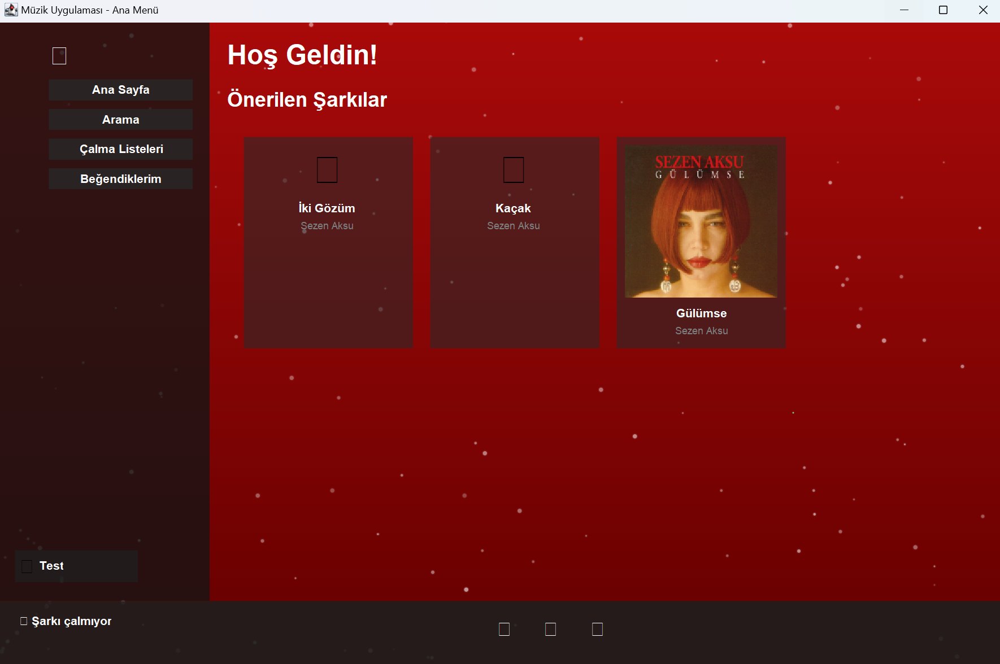 Müzik Uygulaması - Ana Menü
Ana Sayfa
Arama
Çalma Listeleri
Beğendiklerim
Test
Hoş Geldin!
Önerilen Şarkılar
İki Gözüm
Sezen Aksu
Kaçak
Sezen Aksu
SEZEN AKSU
GÜLÜMSE
Gülümse
Sezen Aksu
Şarkı çalmıyor